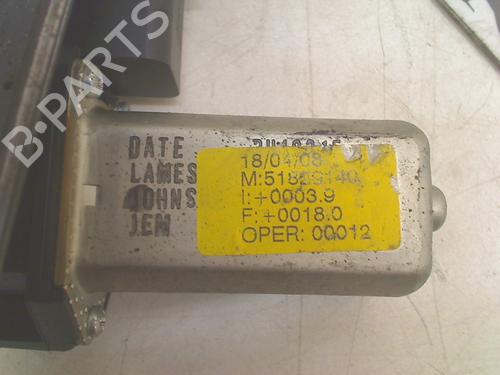 B-PARTS
DATE
LAMES
JOHNS
JEM
18/04/08
I:+0003.9
F:+0018.0
OPER: 00012